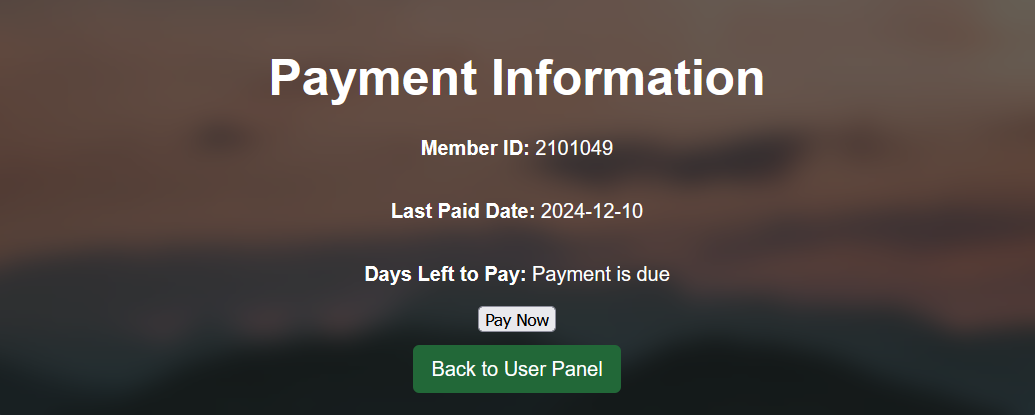 Payment Information
Member ID: 2101049
Last Paid Date: 2024-12-10
Days Left to Pay: Payment is due
Pay Now
Back to User Panel